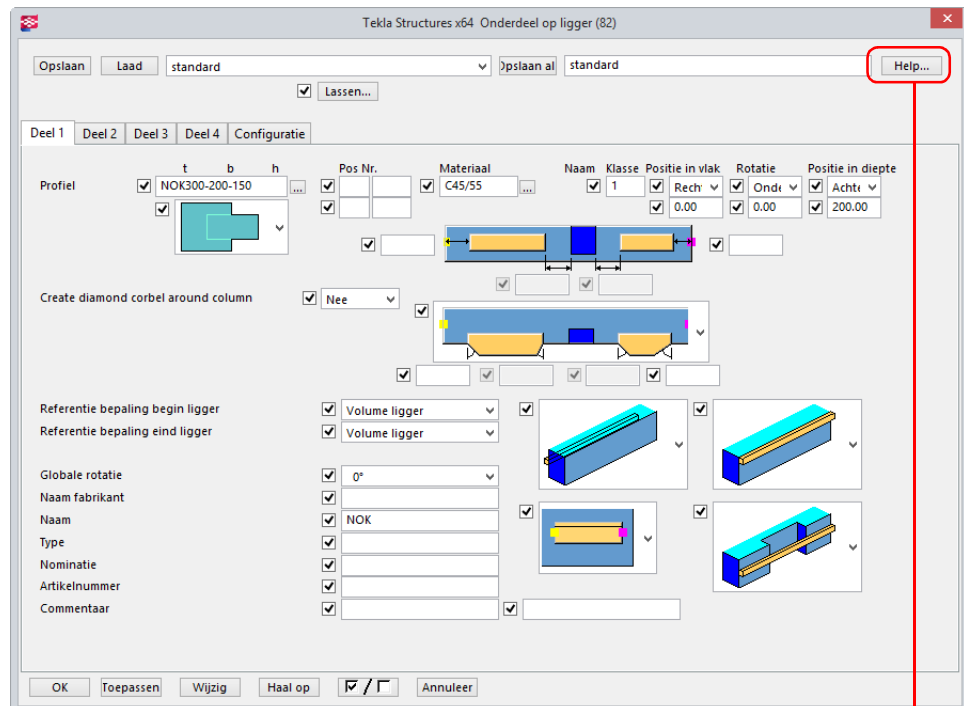 Tekla Structures x64 Onderdeel op ligger (82)
Opslaan Laad standard Opslaan al standard Help...
Lassen...
Deel 1 Deel 2 Deel 3 Deel 4 Configuratie
t b h Pos Nr. Materiaal Naam Klasse Positie in vlak Rotatie Positie in diepte
Profiel NOK300-200-150 ... C45/55 ... 1 Rech Onde Achte
0.00 0.00 200.00
Create diamond corbel around column Nee
Referentie bepaling begin ligger Volume ligger
Referentie bepaling eind ligger Volume ligger
Globale rotatie 0°
Naam fabrikant
Naam NOK
Type
Nominatie
Artikelnummer
Commentaar
OK Toepassen Wijzig Haal op / Annuleer